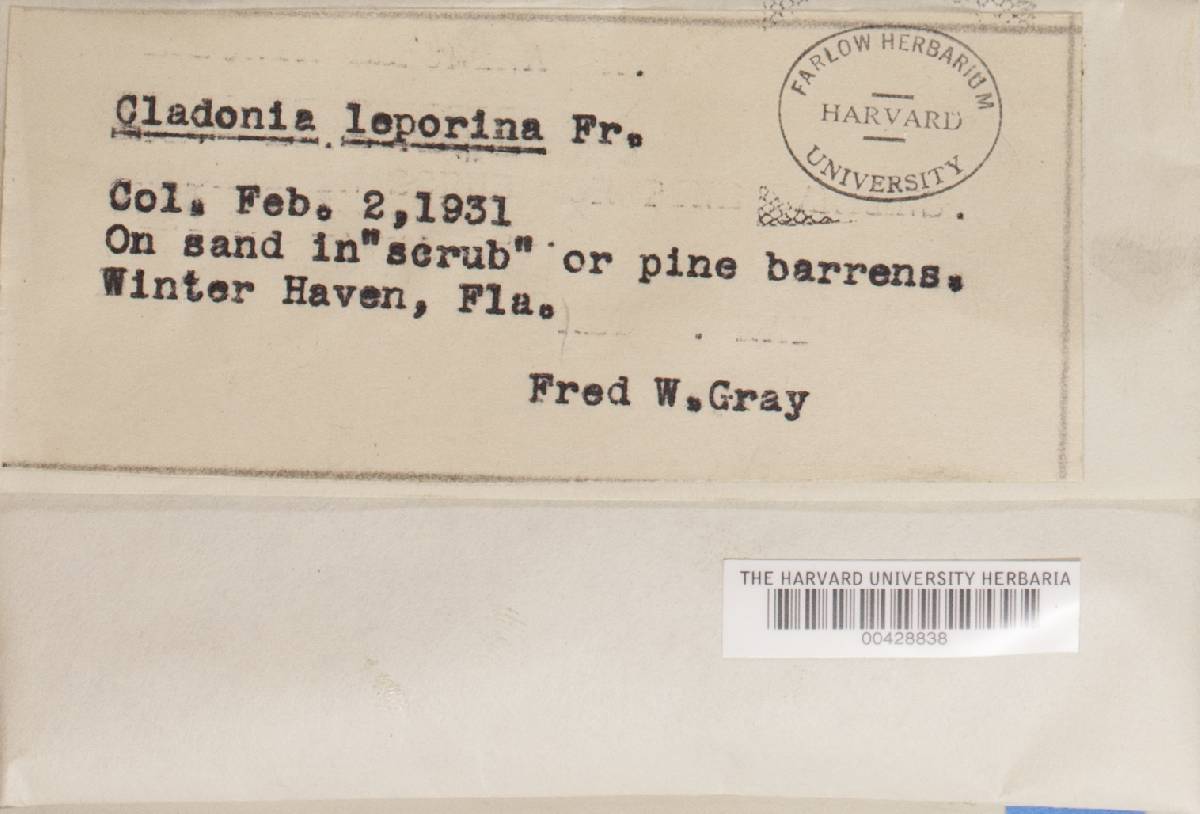 Cladonia leporina Fr.
FARLOW HERBARIUM
HARVARD
UNIVERSITY
Col. Feb. 2,1931
On sand in"scrub" or pine barrens.
Winter Haven, Fla.
Fred W.Gray
THE HARVARD UNIVERSITY HERBARIA
00428838